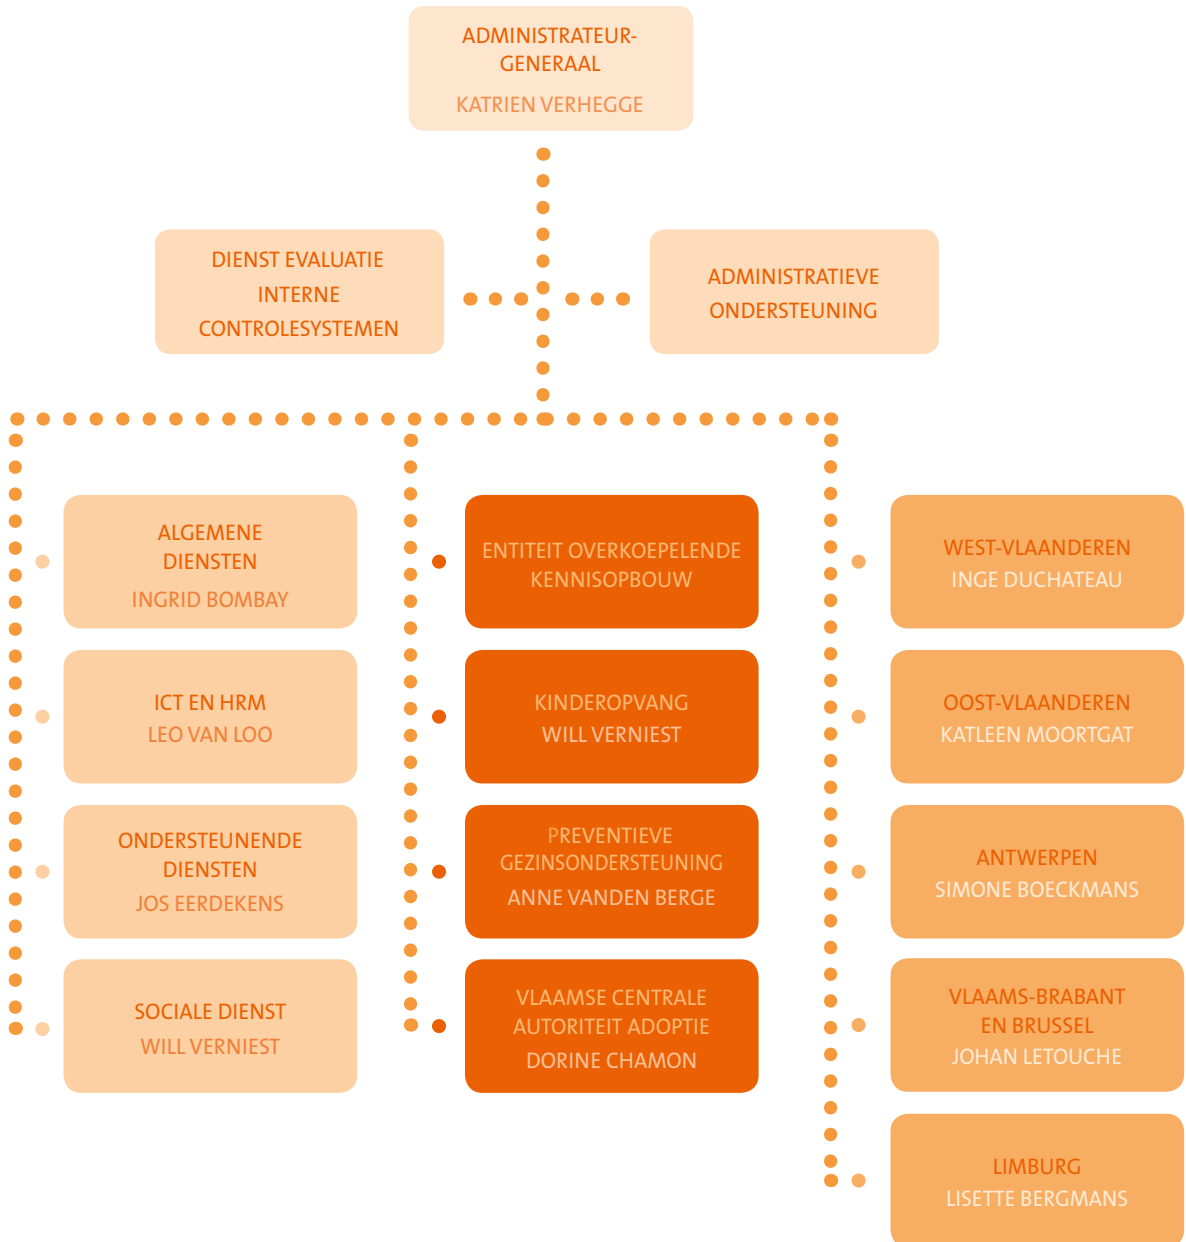 ADMINISTRATEUR-
GENERAAL
KATRIEN VERHEGGE
DIENST EVALUATIE
INTERNE
CONTROLESYSTEMEN
ADMINISTRATIEVE
ONDERSTEUNING
ALGEMENE
DIENSTEN
INGRID BOMBAY
ICT EN HRM
LEO VAN LOO
ONDERSTEUNENDE
DIENSTEN
JOS EERDEKENS
SOCIALE DIENST
WILL VERNIEST
ENTITEIT OVERKOEPELENDE
KENNISOPBOUW
KINDEROPVANG
WILL VERNIEST
PREVENTIEVE
GEZINSONDERSTEUNING
ANNE VANDEN BERGE
VLAAMSE CENTRALE
AUTORITEIT ADOPTIE
DORINE CHAMON
WEST-VLAANDEREN
INGE DUCHATEAU
OOST-VLAANDEREN
KATLEEN MOORTGAT
ANTWERPEN
SIMONE BOECKMANS
VLAAMS-BRABANT
EN BRUSSEL
JOHAN LETOUCHE
LIMBURG
LISETTE BERGMANS